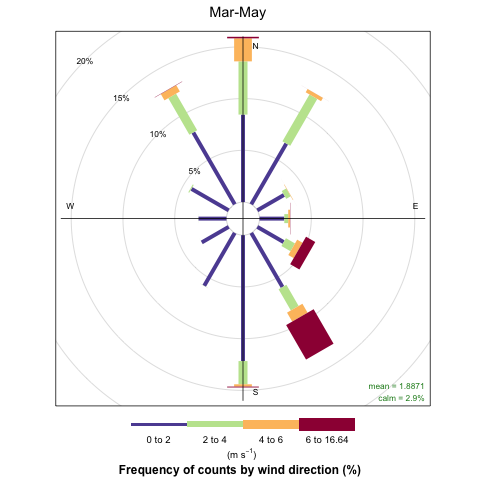 Mar-May
20%
N
15%
10%
5%
W
E
S
mean = 1.8871
calm = 2.9%
0 to 2 2 to 4 4 to 6 6 to 16.64
(m s⁻¹)
Frequency of counts by wind direction (%)